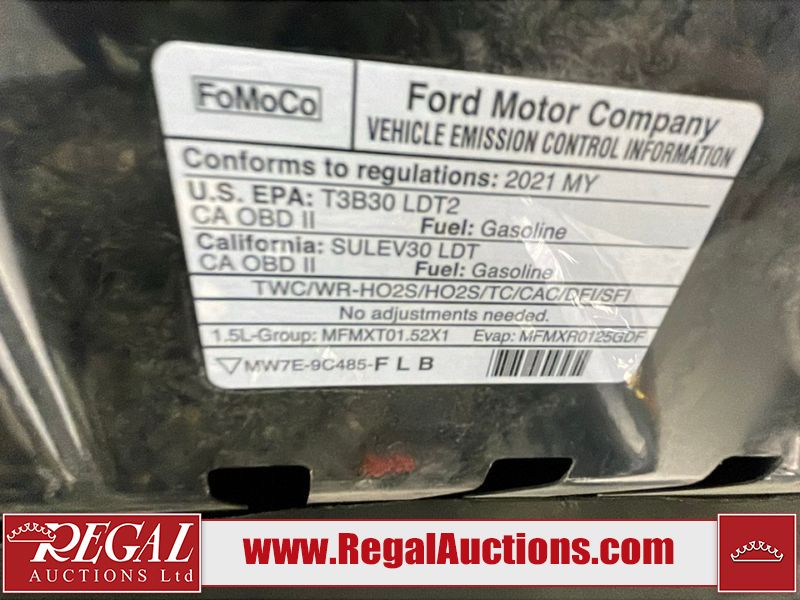 FoMoCo
Ford Motor Company
VEHICLE EMISSION CONTROL INFORMATION
Conforms to regulations: 2021 MY
U.S. EPA: T3B30 LDT2
CA OBD II Fuel: Gasoline
California: SULEV30 LDT
CA OBD II Fuel: Gasoline
TWC/WR-HO2S/HO2S/TC/CAC/DFI/SFI
No adjustments needed.
1.5L-Group: MFMXT01.52X1 Evap: MFMXR0125GDF
MW7E-9C485-F L B
REGAL
AUCTIONS Ltd
www.RegalAuctions.com